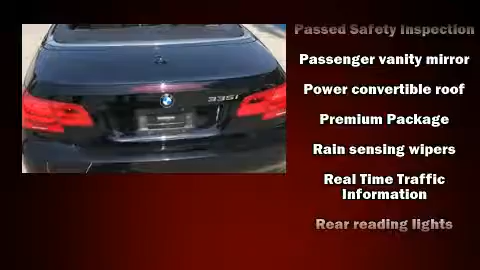 Passed Safety Inspection
Passenger vanity mirror
Power convertible roof
Premium Package
Rain sensing wipers
Real Time Traffic
Information
Rear reading lights
335i